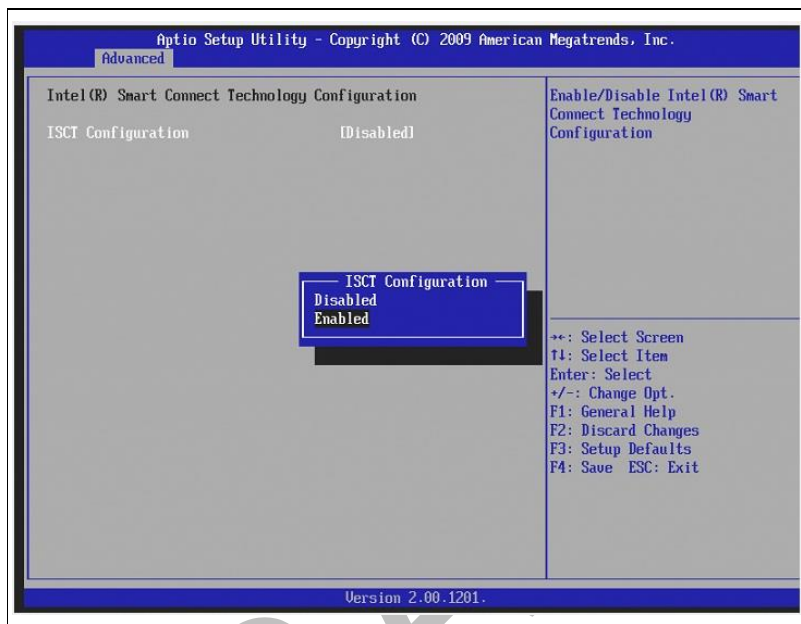 Aptio Setup Utility - Copyright (C) 2009 American Megatrends, Inc.
Advanced
Intel(R) Smart Connect Technology Configuration
ISCT Configuration [Disabled]
Enable/Disable Intel(R) Smart
Connect Technology
Configuration
ISCT Configuration
Disabled
Enabled
→←: Select Screen
↑↓: Select Item
Enter: Select
+/-: Change Opt.
F1: General Help
F2: Discard Changes
F3: Setup Defaults
F4: Save ESC: Exit
Version 2.00.1201.